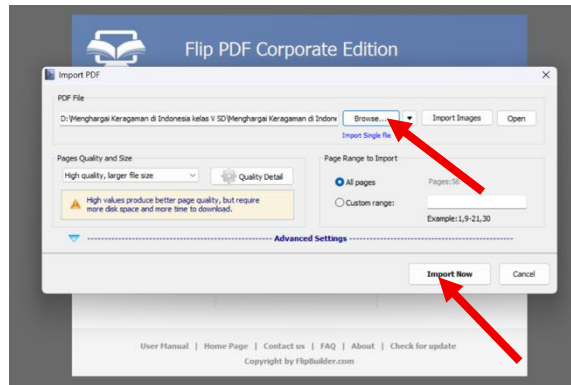 Flip PDF Corporate Edition
Import PDF
PDF File
D:\Menghargai Keragaman di Indonesia kelas V SD\Menghargai Keragaman di Indone
Browse...
Import Images
Open
Import Single file
Pages Quality and Size
High quality, larger file size
Quality Detail
High values produce better page quality, but require
more disk space and more time to download.
Page Range to Import
All pages
Pages:56
Custom range:
Example:1,9-21,30
Advanced Settings
Import Now
Cancel
User Manual | Home Page | Contact us | FAQ | About | Check for update
Copyright by FlipBuilder.com